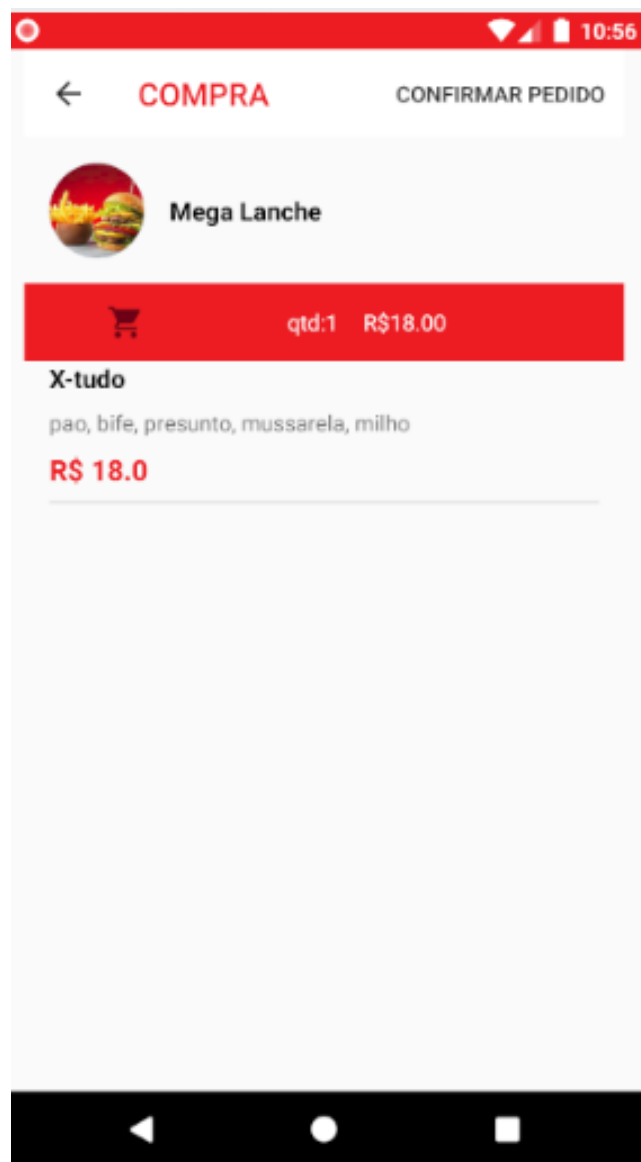 10:56
COMPRA CONFIRMAR PEDIDO
Mega Lanche
qtd:1 R$18.00
X-tudo
pao, bife, presunto, mussarela, milho
R$ 18.0